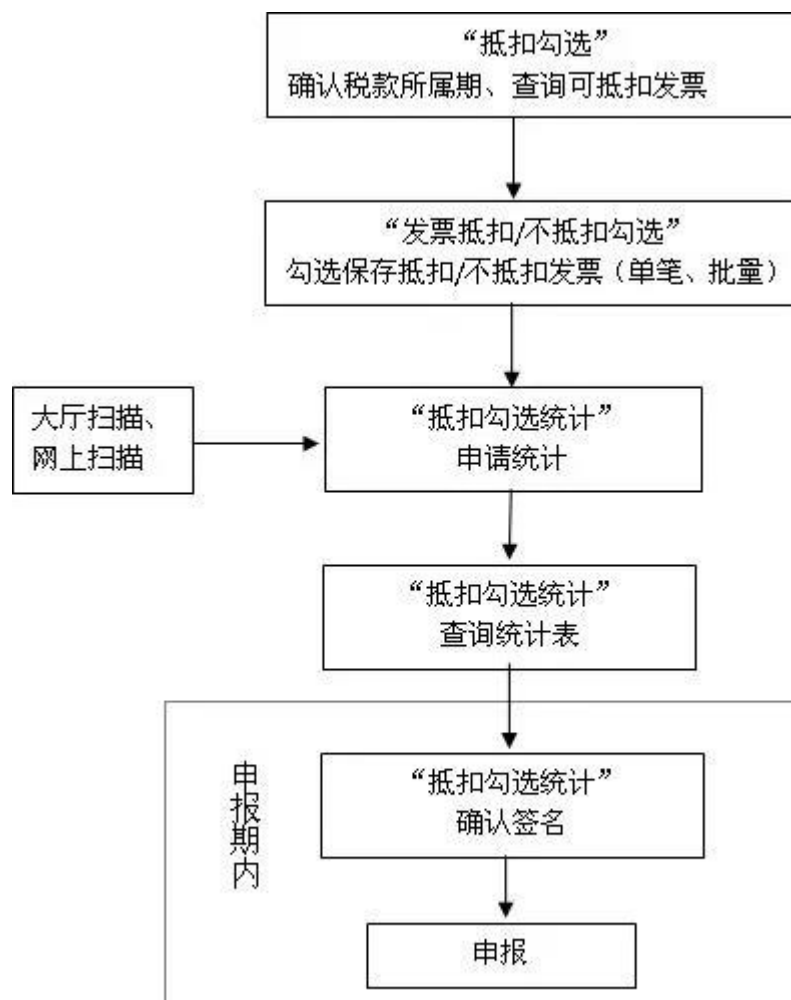 “抵扣勾选”
确认税款所属期、查询可抵扣发票
“发票抵扣/不抵扣勾选”
勾选保存抵扣/不抵扣发票（单笔、批量）
大厅扫描、
网上扫描
“抵扣勾选统计”
申请统计
“抵扣勾选统计”
查询统计表
申报期内
“抵扣勾选统计”
确认签名
申报